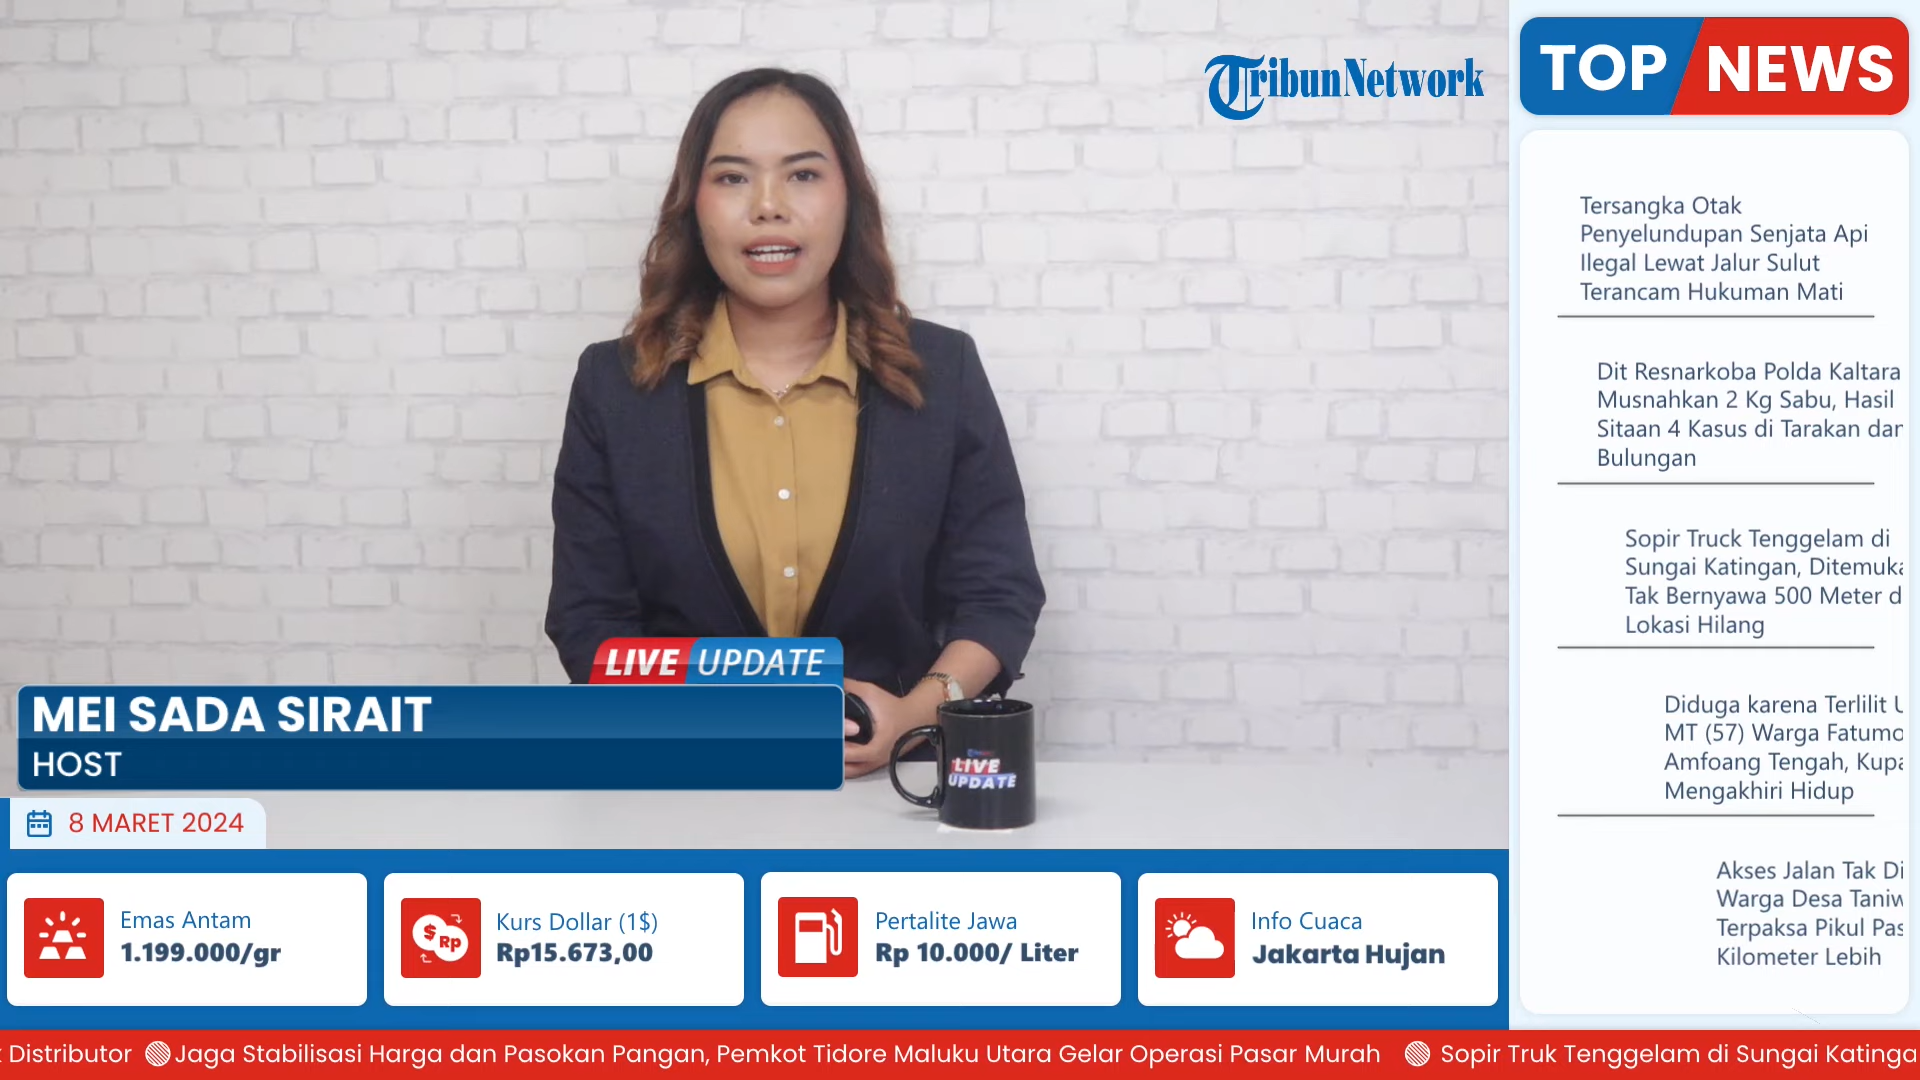 TribunNetwork
TOP NEWS
Tersangka Otak
Penyelundupan Senjata Api
Ilegal Lewat Jalur Sulut
Terancam Hukuman Mati
Dit Resnarkoba Polda Kaltara
Musnahkan 2 Kg Sabu, Hasil
Sitaan 4 Kasus di Tarakan dan
Bulungan
Sopir Truck Tenggelam di
Sungai Katingan, Ditemuka
Tak Bernyawa 500 Meter d
Lokasi Hilang
Diduga karena Terlilit U
MT (57) Warga Fatumo
Amfoang Tengah, Kupa
Mengakhiri Hidup
Akses Jalan Tak Di
Warga Desa Taniw
Terpaksa Pikul Pas
Kilometer Lebih
LIVE UPDATE
MEI SADA SIRAIT
HOST
LIVE
UPDATE
8 MARET 2024
Emas Antam
1.199.000/gr
Kurs Dollar (1$)
Rp15.673,00
Pertalite Jawa
Rp 10.000/ Liter
Info Cuaca
Jakarta Hujan
Distributor Jaga Stabilisasi Harga dan Pasokan Pangan, Pemkot Tidore Maluku Utara Gelar Operasi Pasar Murah Sopir Truk Tenggelam di Sungai Katinga